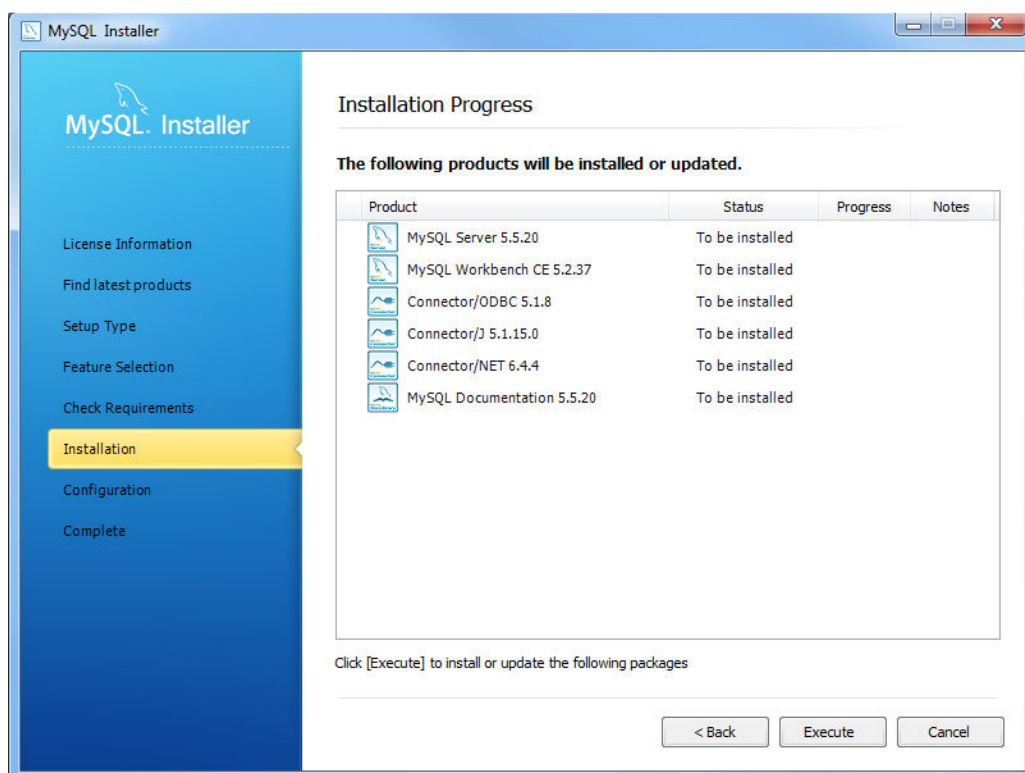 MySQL Installer
MySQL. Installer
License Information
Find latest products
Setup Type
Feature Selection
Check Requirements
Installation
Configuration
Complete
Installation Progress
The following products will be installed or updated.
Product Status Progress Notes
MySQL Server 5.5.20 To be installed
MySQL Workbench CE 5.2.37 To be installed
Connector/ODBC 5.1.8 To be installed
Connector/J 5.1.15.0 To be installed
Connector/NET 6.4.4 To be installed
MySQL Documentation 5.5.20 To be installed
Click [Execute] to install or update the following packages
< Back Execute Cancel